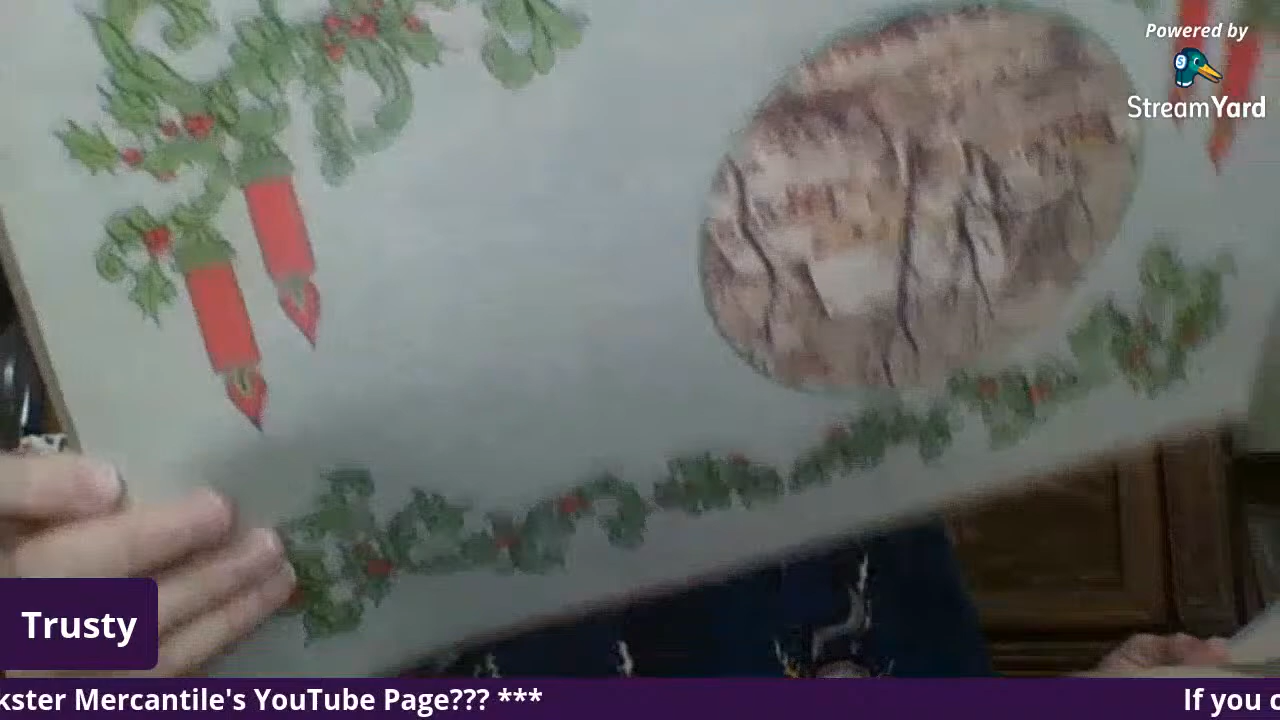 Powered by
StreamYard
Trusty
kster Mercantile's YouTube Page??? ***
If you c